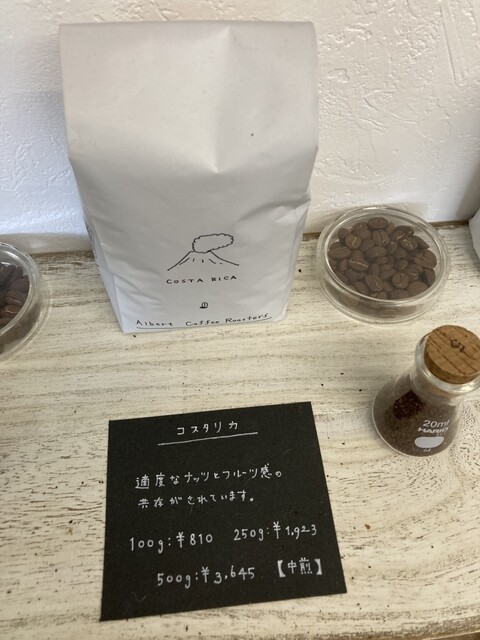 COSTA RICA
Albert Coffee Roasters
20ml
HARIO
コスタリカ
適度なナッツとフルーツ感の
共存がされています。
100g:¥810 250g:¥1,923
500g:¥3,645 【中煎】